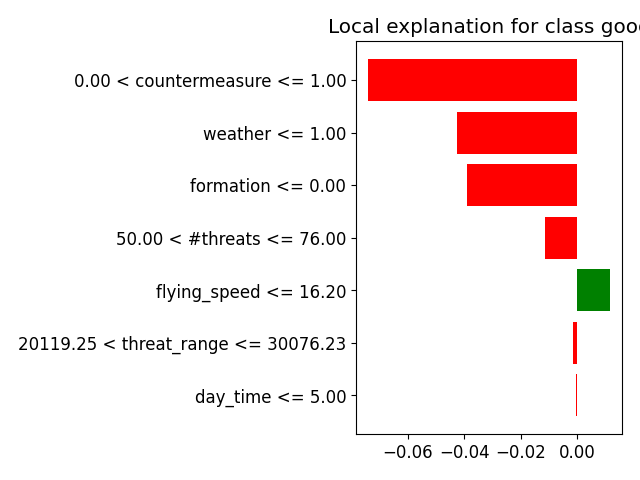 Local explanation for class good
0.00 < countermeasure <= 1.00
weather <= 1.00
formation <= 0.00
50.00 < #threats <= 76.00
flying_speed <= 16.20
20119.25 < threat_range <= 30076.23
day_time <= 5.00
−0.06 −0.04 −0.02 0.00